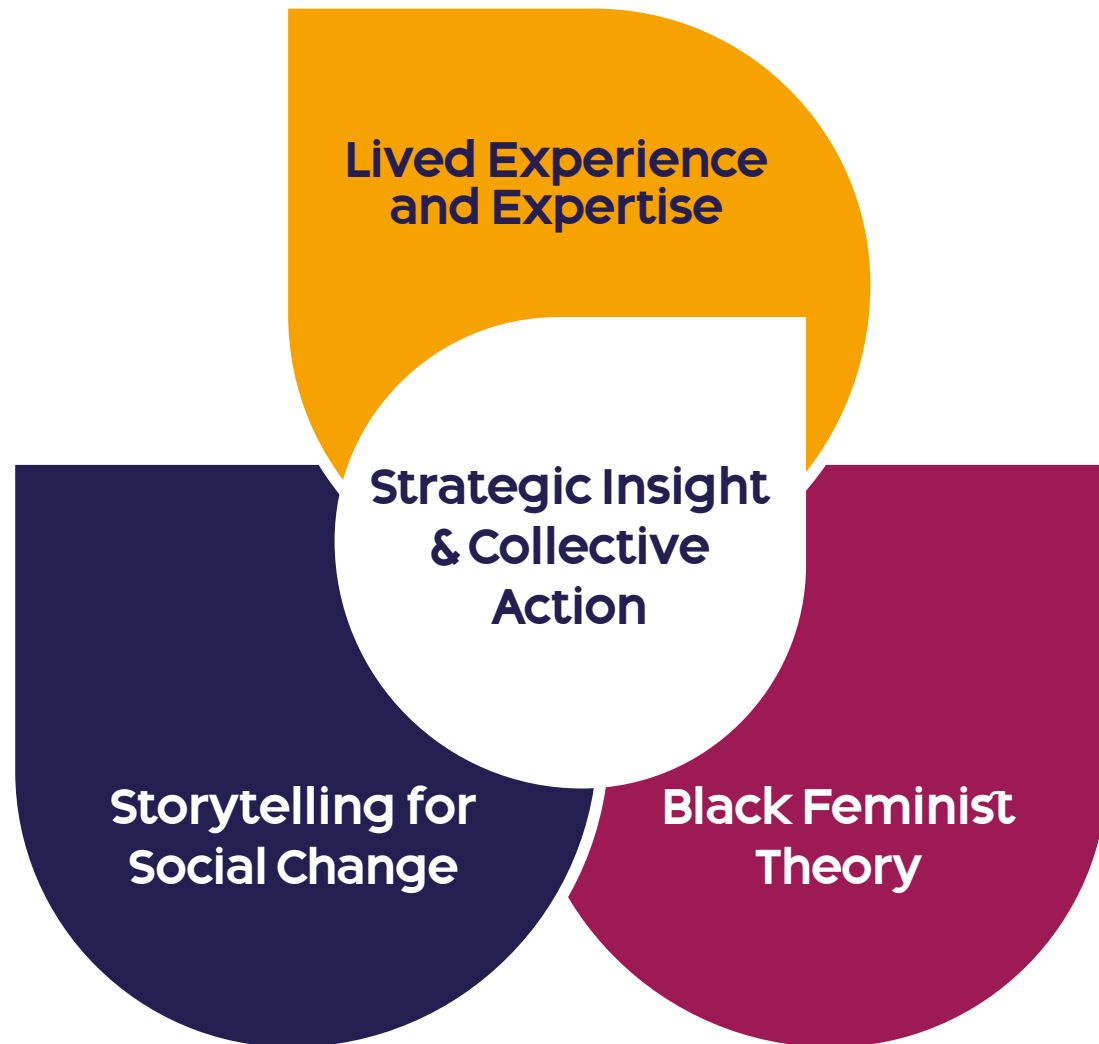 Lived Experience
and Expertise
Strategic Insight
& Collective
Action
Storytelling for
Social Change
Black Feminist
Theory